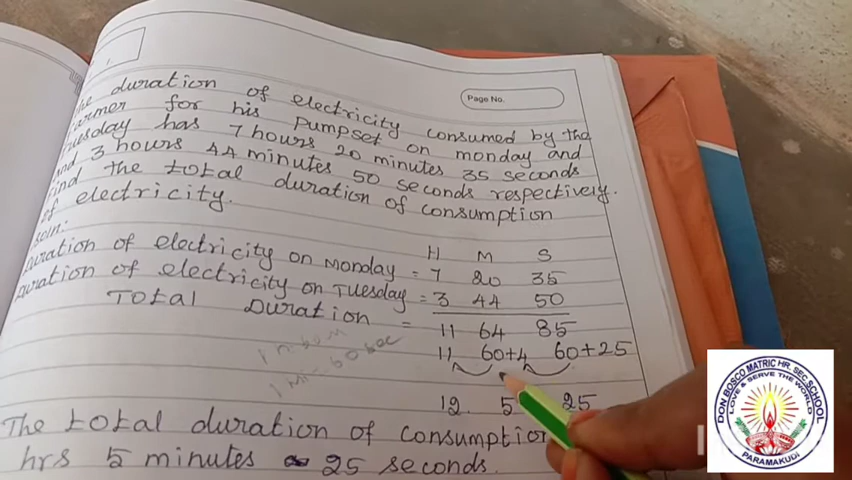 1.
Page No.
The duration of electricity consumed by the
farmer for his pumpset on monday and
Tuesday has 7 hours 20 minutes 35 seconds
and 3 hours 44 minutes 50 seconds respectively.
find the total duration of consumption
of electricity.
soln:
H M S
Duration of electricity on Monday = 7 20 35
Duration of electricity on Tuesday = 3 44 50
Total Duration = 11 64 85
11 60+4 60+25
12. 5 25
The total duration of consumption
hrs 5 minutes 25 seconds.
DON BOSCO MATRIC HR. SEC SCHOOL
LOVE & SERVE THE WORLD
PARAMAKUDI